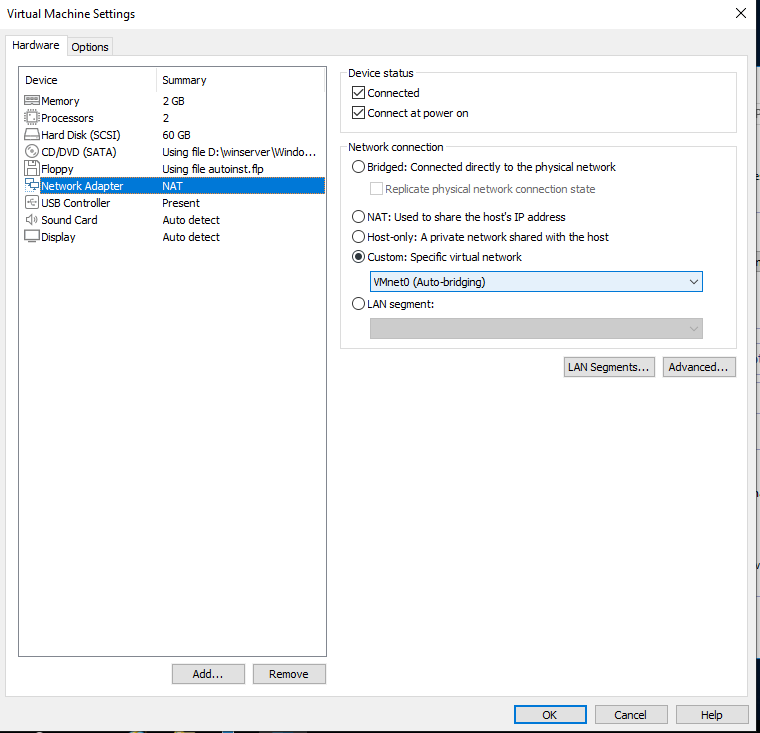 Virtual Machine Settings
Hardware
Options
Device Summary
Memory 2 GB
Processors 2
Hard Disk (SCSI) 60 GB
CD/DVD (SATA) Using file D:\winserver\Windo...
Floppy Using file autoinst.flp
Network Adapter NAT
USB Controller Present
Sound Card Auto detect
Display Auto detect
Add...
Remove
Device status
Connected
Connect at power on
Network connection
Bridged: Connected directly to the physical network
Replicate physical network connection state
NAT: Used to share the host's IP address
Host-only: A private network shared with the host
Custom: Specific virtual network
VMnet0 (Auto-bridging)
LAN segment:
LAN Segments...
Advanced...
OK
Cancel
Help